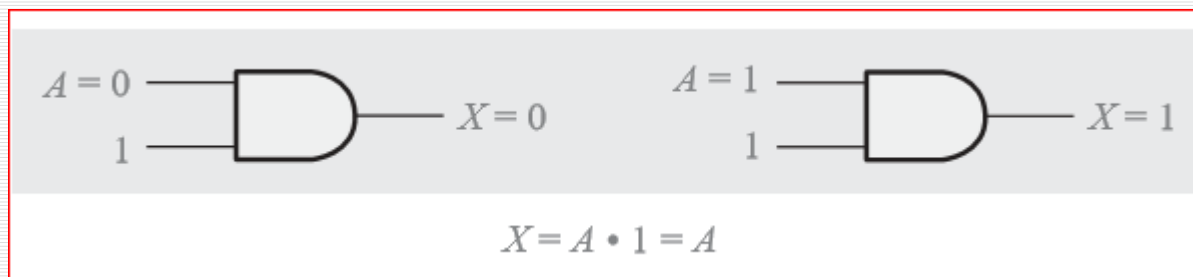 A = 0
1
X = 0
A = 1
1
X = 1
X = A • 1 = A